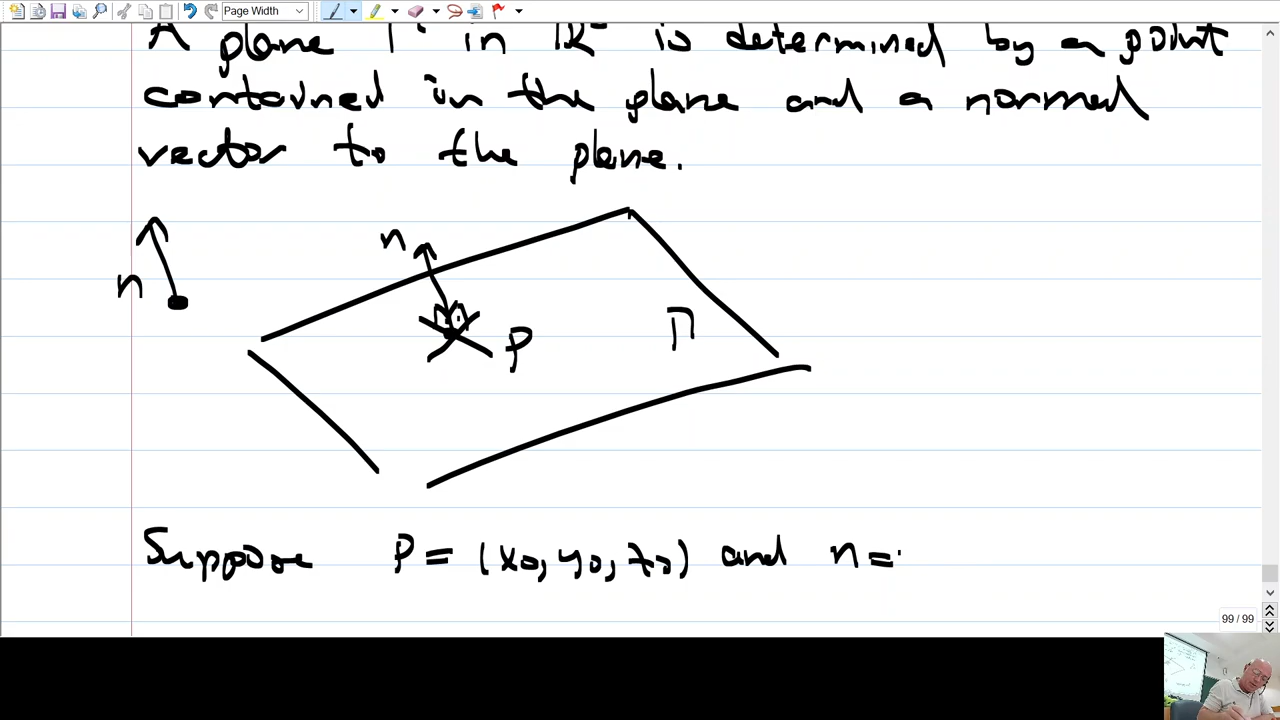 Page Width
A plane Π in ℝ³ is determined by a point
contained in the plane and a normal
vector to the plane.
n
n
P
Π
Suppose P = (x₀, y₀, z₀) and n =
99 / 99